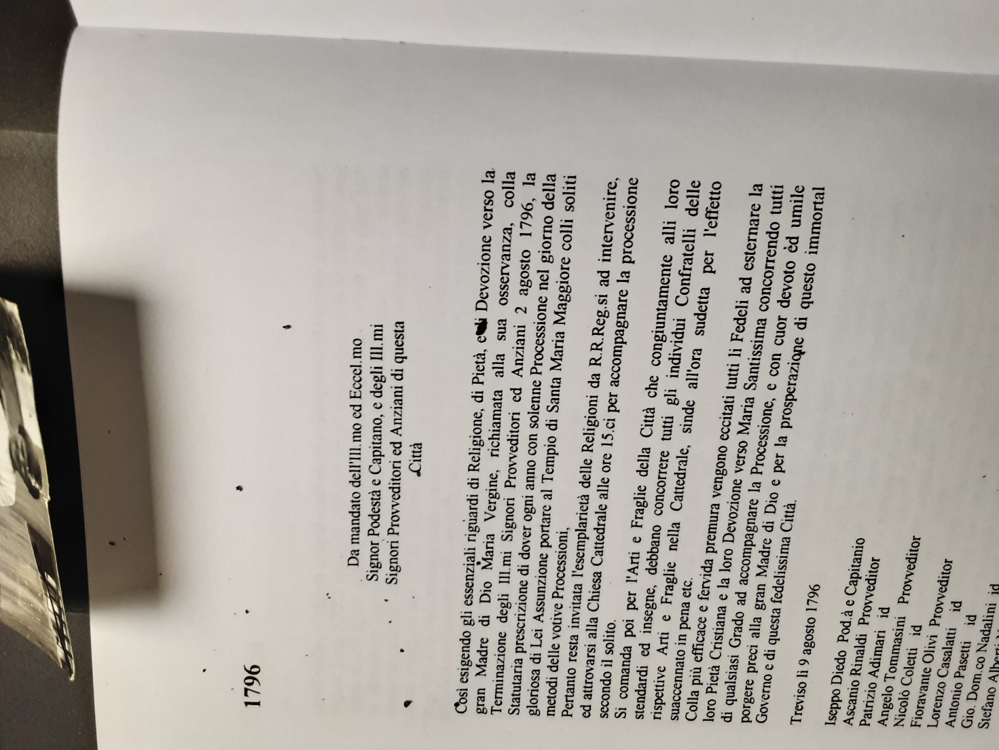 1796
Da mandato dell'Ill.mo ed Eccel.mo
Signor Podestà e Capitano, e degli Ill.mi
Signori Provveditori ed Anziani di questa
Città
Così esigendo gli essenziali riguardi di Religione, di Pietà, e di Devozione verso la
gran Madre di Dio Maria Vergine, richiamata alla sua osservanza, colla
Terminazione degli Ill.mi Signori Provveditori ed Anziani 2 agosto 1796, la
Statutaria prescrizione di dover ogni anno con solenne Processione nel giorno della
gloriosa di Lei Assunzione portare al Tempio di Santa Maria Maggiore colli soliti
metodi delle votive Processioni,
Pertanto resta invitata l'esemplarietà delle Religioni da R.R.Reg.si ad intervenire,
ed attrovarsi alla Chiesa Cattedrale alle ore 15.ci per accompagnare la processione
secondo il solito.
Si comanda poi per l'Arti e Fraglie della Città che congiuntamente alli loro
stendardi ed insegne, debbano concorrere tutti gli individui Confratelli delle
rispettive Arti e Fraglie nella Cattedrale, sinde all'ora sudetta per l'effetto
suaccennato in pena etc.
Colla più efficace e fervida premura vengono eccitati tutti li Fedeli ad esternare la
loro Pietà Cristiana e la loro Devozione verso Maria Santissima concorrendo tutti
di qualsiasi Grado ad accompagnare la Processione, e con cuor devoto ed umile
porgere preci alla gran Madre di Dio e per la prosperazione di questo immortal
Governo e di questa fedelissima Città.
Treviso li 9 agosto 1796
Iseppo Diedo Pod.à e Capitanio
Ascanio Rinaldi Provveditor
Patrizio Adimari id
Angelo Tommasini Provveditor
Nicolò Coletti id
Fioravante Olivi Provveditor
Lorenzo Casalatti id
Antonio Pasetti id
Gio. Dom.co Nadalini id
Stefano Alberti